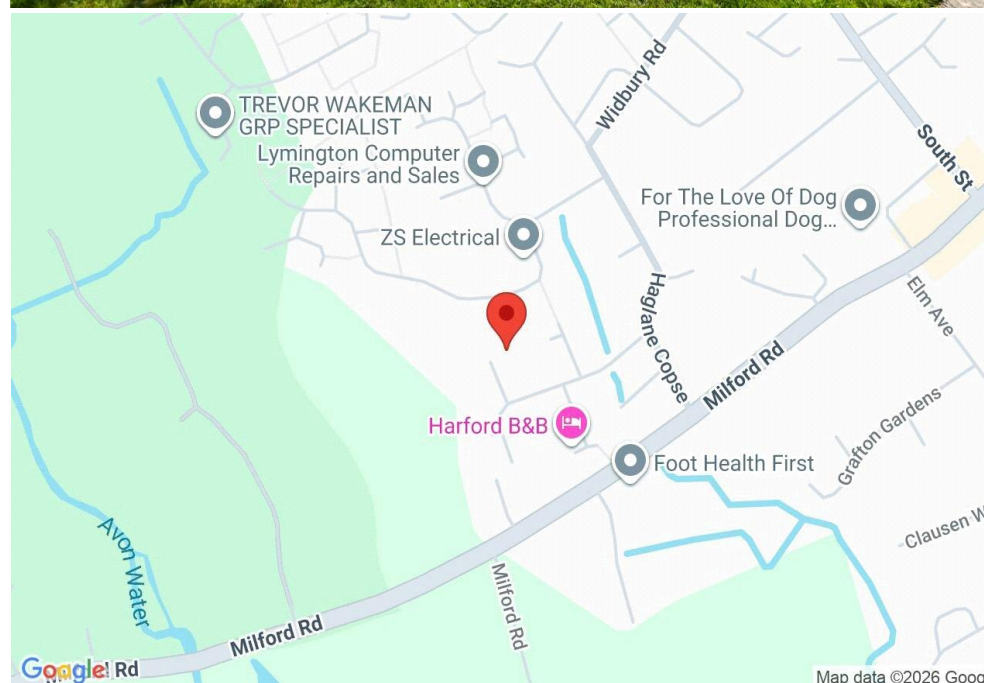 TREVOR WAKEMAN
GRP SPECIALIST
Lymington Computer
Repairs and Sales
Widbury Rd
South St
For The Love Of Dog
Professional Dog...
ZS Electrical
Haglane Copse
Elm Ave
Milford Rd
Harford B&B
Grafton Gardens
Foot Health First
Clausen W
Avon Water
Milford Rd
Milford Rd
Google
Rd
Map data ©2026 Goog